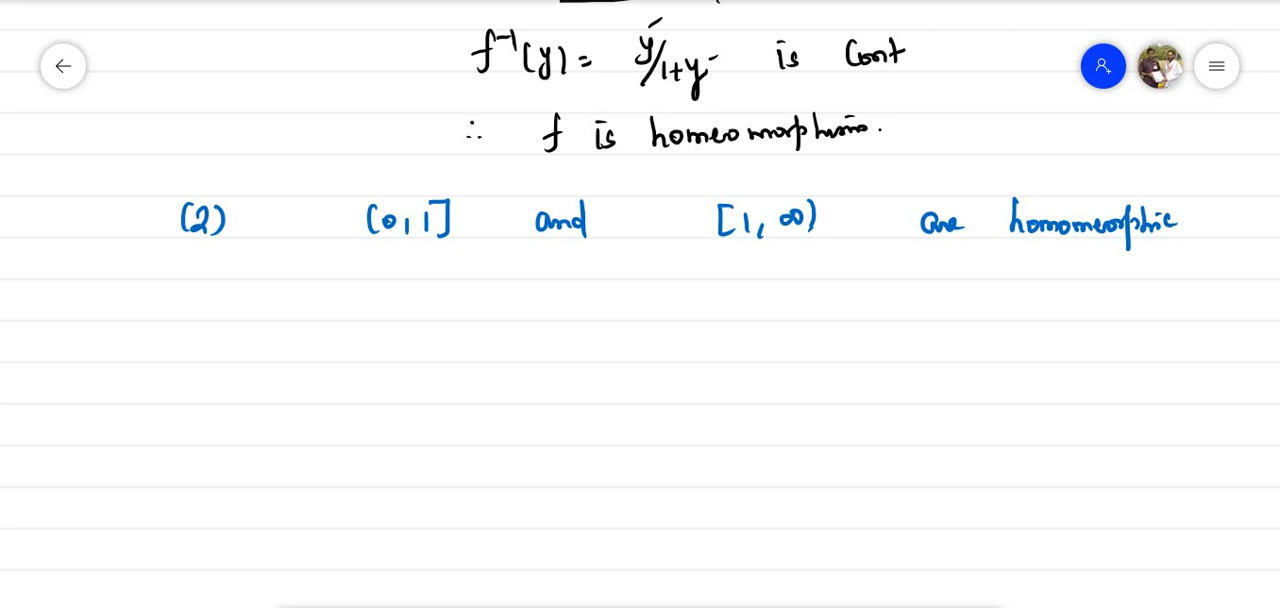 f⁻¹(y) = y/1+y is Cont
∴ f is homeomorphism.
(2) (0,1] and [1, ∞) are homomeorphic